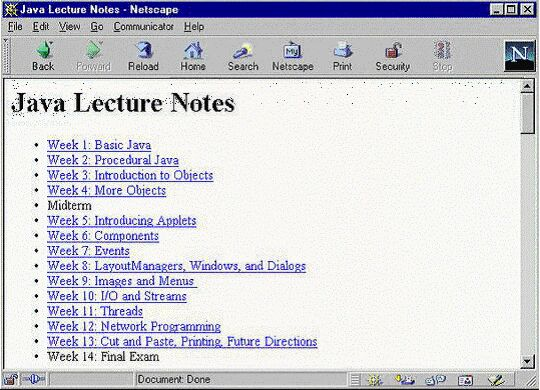 Java Lecture Notes - Netscape
File Edit View Go Communicator Help
Back Forward Reload Home Search Netscape Print Security Stop
My
N
Java Lecture Notes
• Week 1: Basic Java
• Week 2: Procedural Java
• Week 3: Introduction to Objects
• Week 4: More Objects
• Midterm
• Week 5: Introducing Applets
• Week 6: Components
• Week 7: Events
• Week 8: LayoutManagers, Windows, and Dialogs
• Week 9: Images and Menus
• Week 10: I/O and Streams
• Week 11: Threads
• Week 12: Network Programming
• Week 13: Cut and Paste, Printing, Future Directions
• Week 14: Final Exam
Document: Done